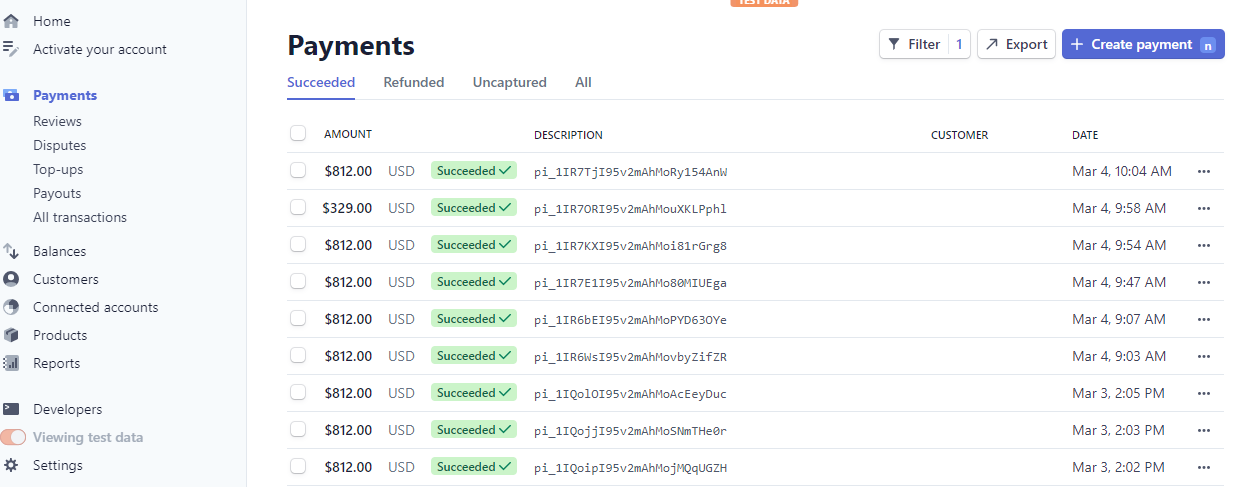 TEST DATA
Home
Activate your account
Payments
Reviews
Disputes
Top-ups
Payouts
All transactions
Balances
Customers
Connected accounts
Products
Reports
Developers
Viewing test data
Settings
Payments
Filter 1 Export + Create payment n
Succeeded Refunded Uncaptured All
AMOUNT DESCRIPTION CUSTOMER DATE
$812.00 USD Succeeded pi_1IR7TjI95v2mAhMoRy154AnW Mar 4, 10:04 AM
$329.00 USD Succeeded pi_1IR7ORI95v2mAhMouXKLPphl Mar 4, 9:58 AM
$812.00 USD Succeeded pi_1IR7KXI95v2mAhMoi81rGrg8 Mar 4, 9:54 AM
$812.00 USD Succeeded pi_1IR7E1I95v2mAhMo80MIUEga Mar 4, 9:47 AM
$812.00 USD Succeeded pi_1IR6bEI95v2mAhMoPYD63OYe Mar 4, 9:07 AM
$812.00 USD Succeeded pi_1IR6WsI95v2mAhMovbyZifZR Mar 4, 9:03 AM
$812.00 USD Succeeded pi_1IQolOI95v2mAhMoAcEeyDuc Mar 3, 2:05 PM
$812.00 USD Succeeded pi_1IQojjI95v2mAhMoSNmTHe0r Mar 3, 2:03 PM
$812.00 USD Succeeded pi_1IQoipI95v2mAhMojMQqUGZH Mar 3, 2:02 PM